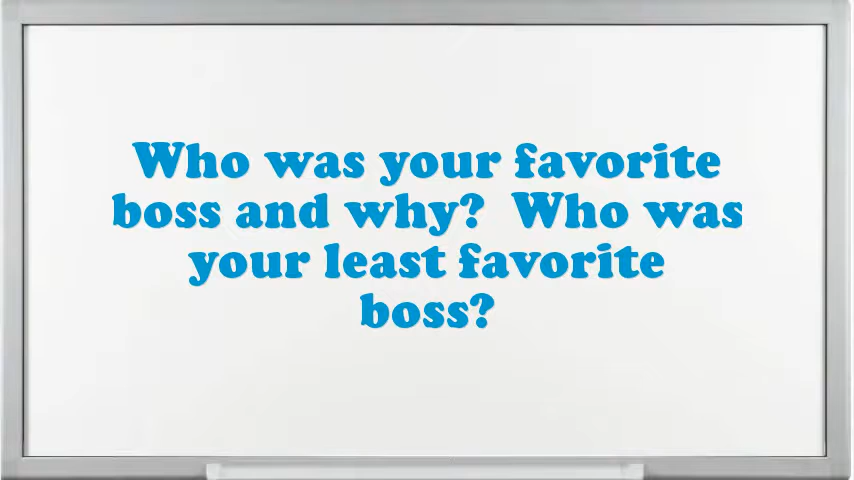 Who was your favorite
boss and why?  Who was
your least favorite
boss?